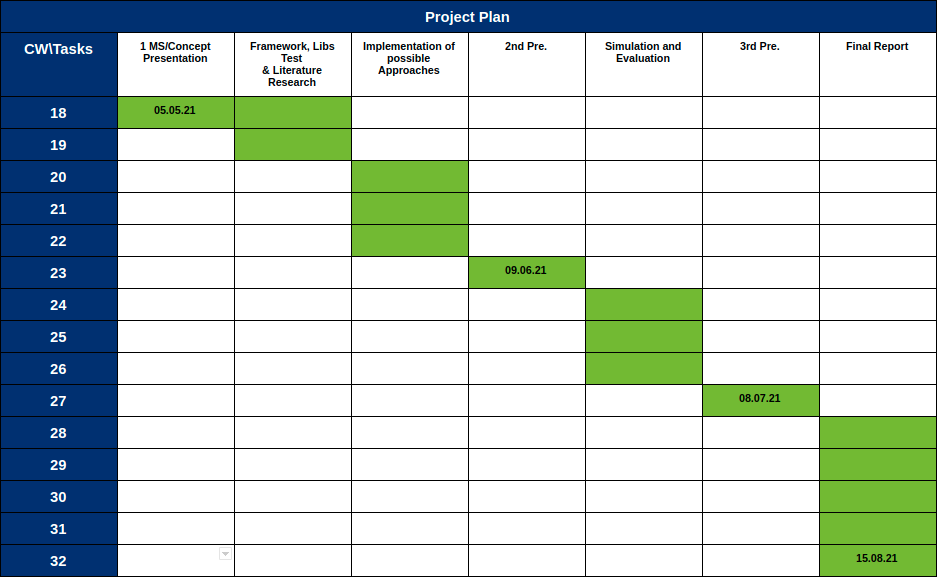 Project Plan
CW\Tasks
1 MS/Concept
Presentation
Framework, Libs
Test
& Literature
Research
Implementation of
possible
Approaches
2nd Pre.
Simulation and
Evaluation
3rd Pre.
Final Report
18
05.05.21
19
20
21
22
23
09.06.21
24
25
26
27
08.07.21
28
29
30
31
32
15.08.21